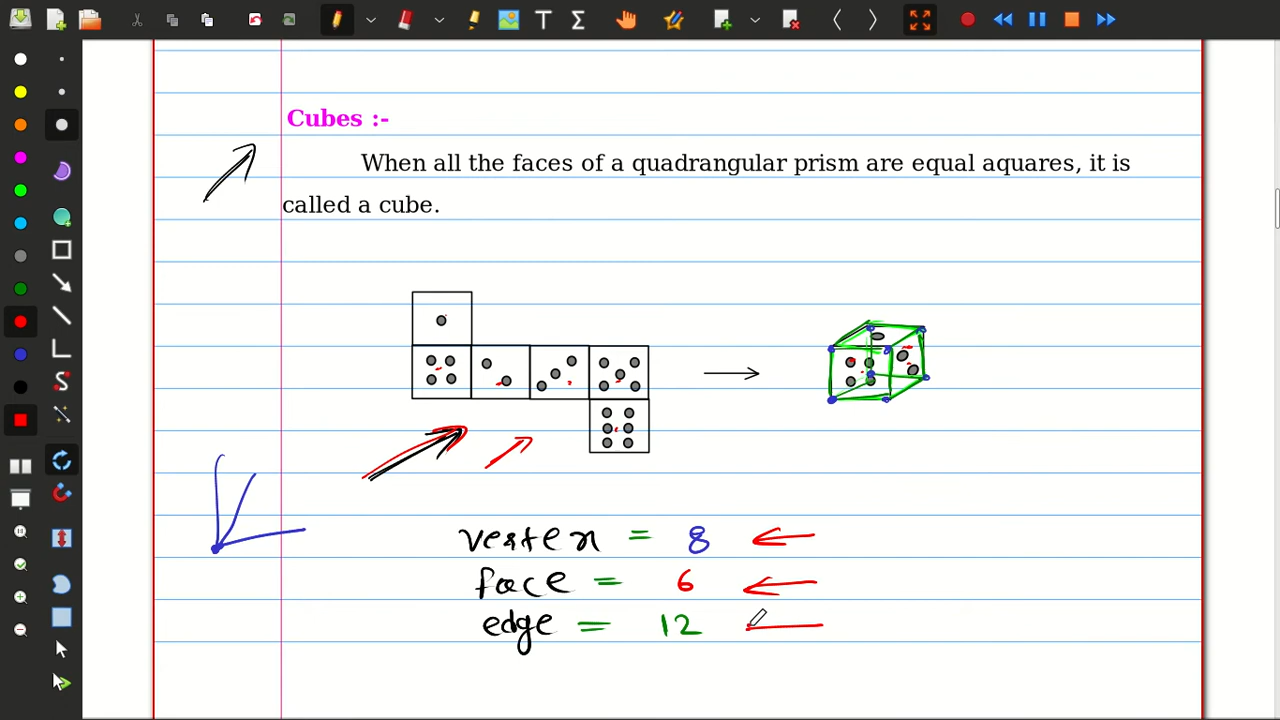 Cubes :-
When all the faces of a quadrangular prism are equal aquares, it is
called a cube.
vertex = 8
face = 6
edge = 12